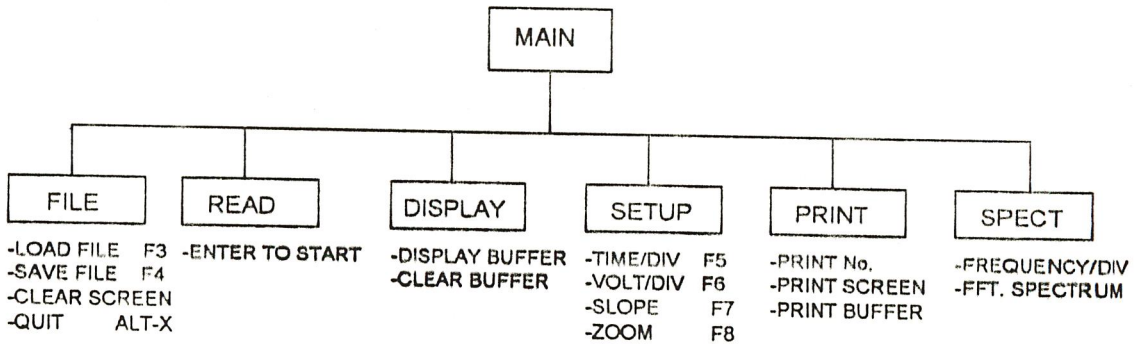 MAIN
FILE
-LOAD FILE F3
-SAVE FILE F4
-CLEAR SCREEN
-QUIT ALT-X
READ
-ENTER TO START
DISPLAY
-DISPLAY BUFFER
-CLEAR BUFFER
SETUP
-TIME/DIV F5
-VOLT/DIV F6
-SLOPE F7
-ZOOM F8
PRINT
-PRINT No.
-PRINT SCREEN
-PRINT BUFFER
SPECT
-FREQUENCY/DIV
-FFT. SPECTRUM